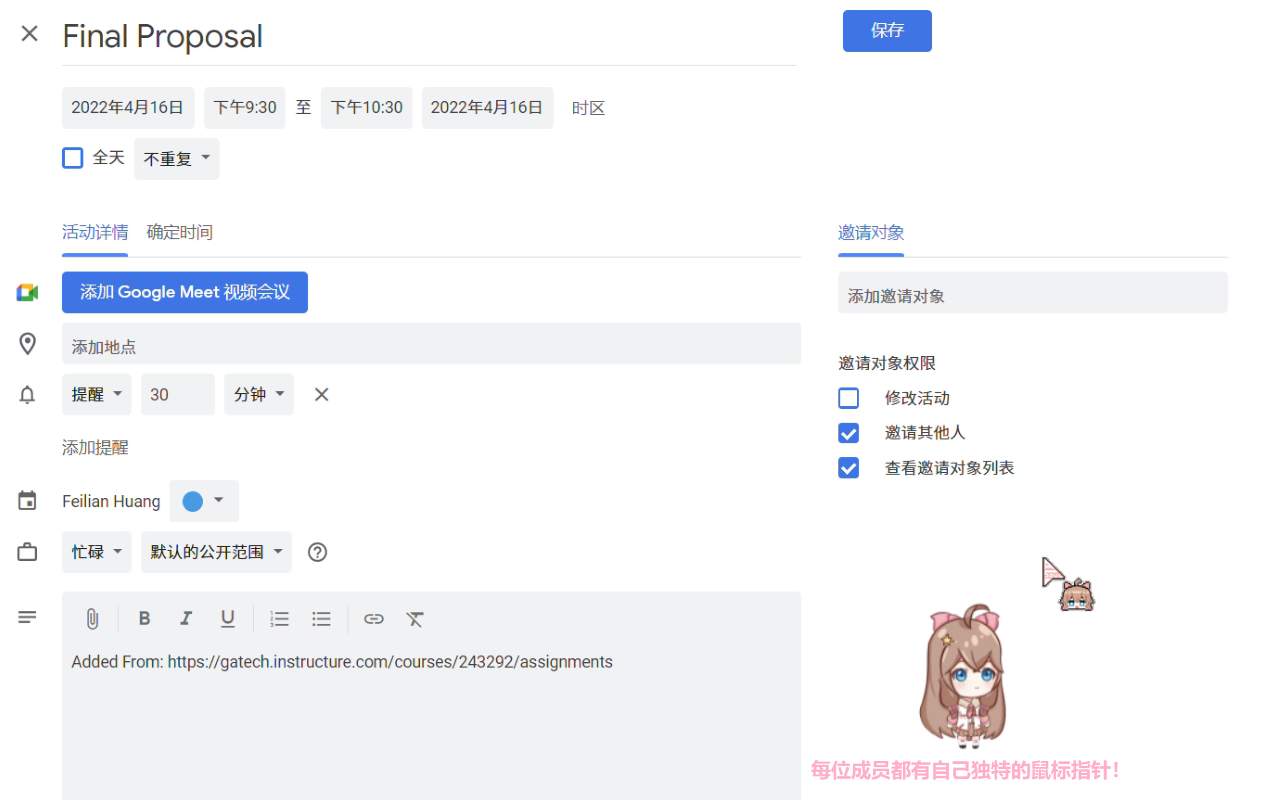 Final Proposal
保存
2022年4月16日 下午9:30 至 下午10:30 2022年4月16日 时区
全天 不重复
活动详情 确定时间
邀请对象
添加 Google Meet 视频会议
添加邀请对象
添加地点
邀请对象权限
提醒 30 分钟
修改活动
邀请其他人
添加提醒
查看邀请对象列表
Feilian Huang
忙碌 默认的公开范围
B I U
Added From: https://gatech.instructure.com/courses/243292/assignments
每位成员都有自己独特的鼠标指针!